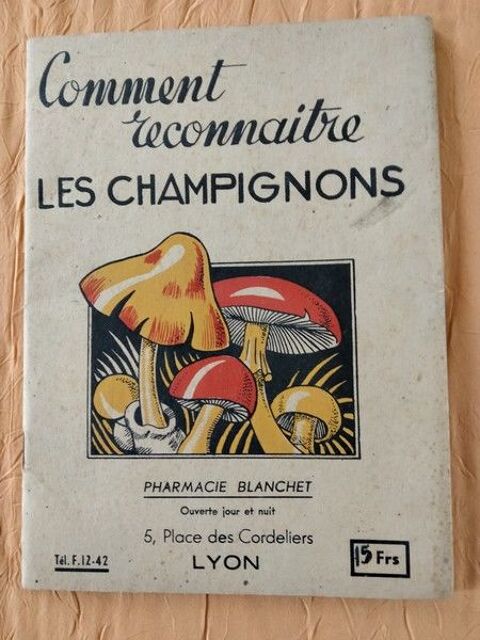 Comment
reconnaitre
LES CHAMPIGNONS
PHARMACIE BLANCHET
Ouverte jour et nuit
5, Place des Cordeliers
Tél. F.12-42
LYON
15 Frs